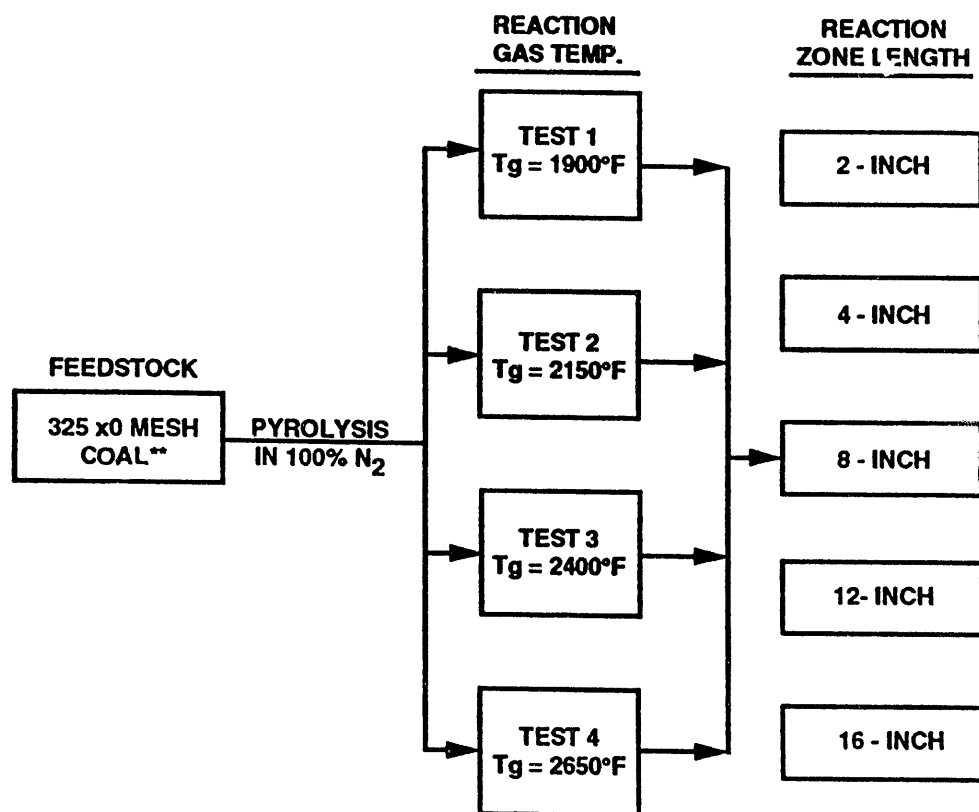 REACTION
GAS TEMP.
REACTION
ZONE LENGTH
TEST 1
Tg = 1900°F
2 - INCH
TEST 2
Tg = 2150°F
4 - INCH
FEEDSTOCK
325 x0 MESH
COAL**
PYROLYSIS
IN 100% N2
8 - INCH
TEST 3
Tg = 2400°F
12- INCH
TEST 4
Tg = 2650°F
16 - INCH